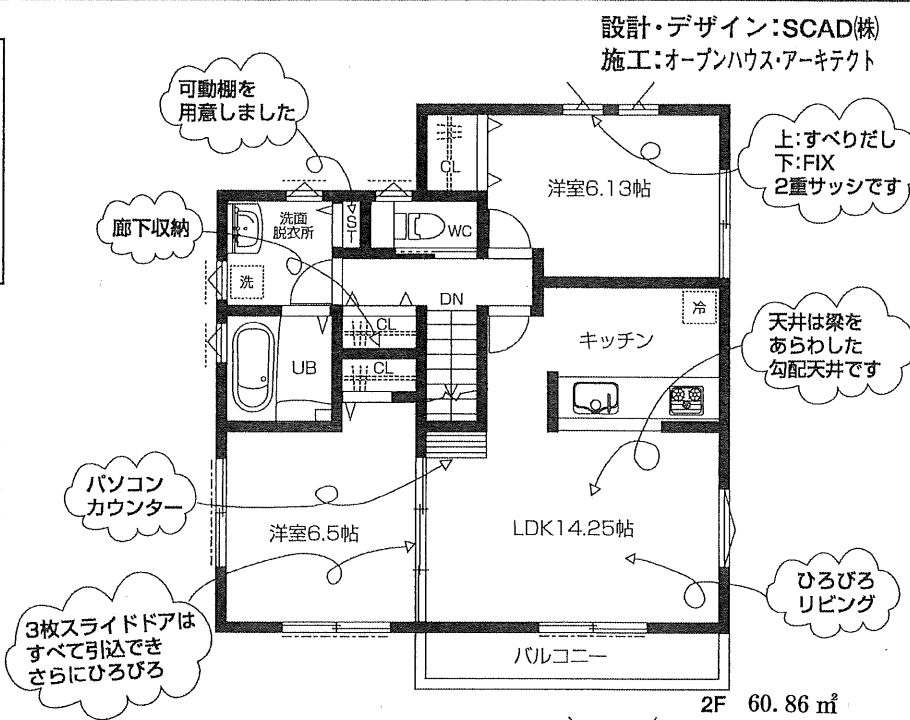 設計・デザイン:SCAD㈱
施工:オープンハウス・アーキテクト
可動棚を
用意しました
上:すべりだし
下:FIX
2重サッシです
CL
洋室6.13帖
廊下収納
洗面
脱衣所
ST
WC
洗
DN
冷
キッチン
天井は梁を
あらわした
勾配天井です
CL
UB
CL
パソコン
カウンター
洋室6.5帖
LDK14.25帖
ひろびろ
リビング
3枚スライドドアは
すべて引込でき
さらにひろびろ
バルコニー
2F 60.86㎡